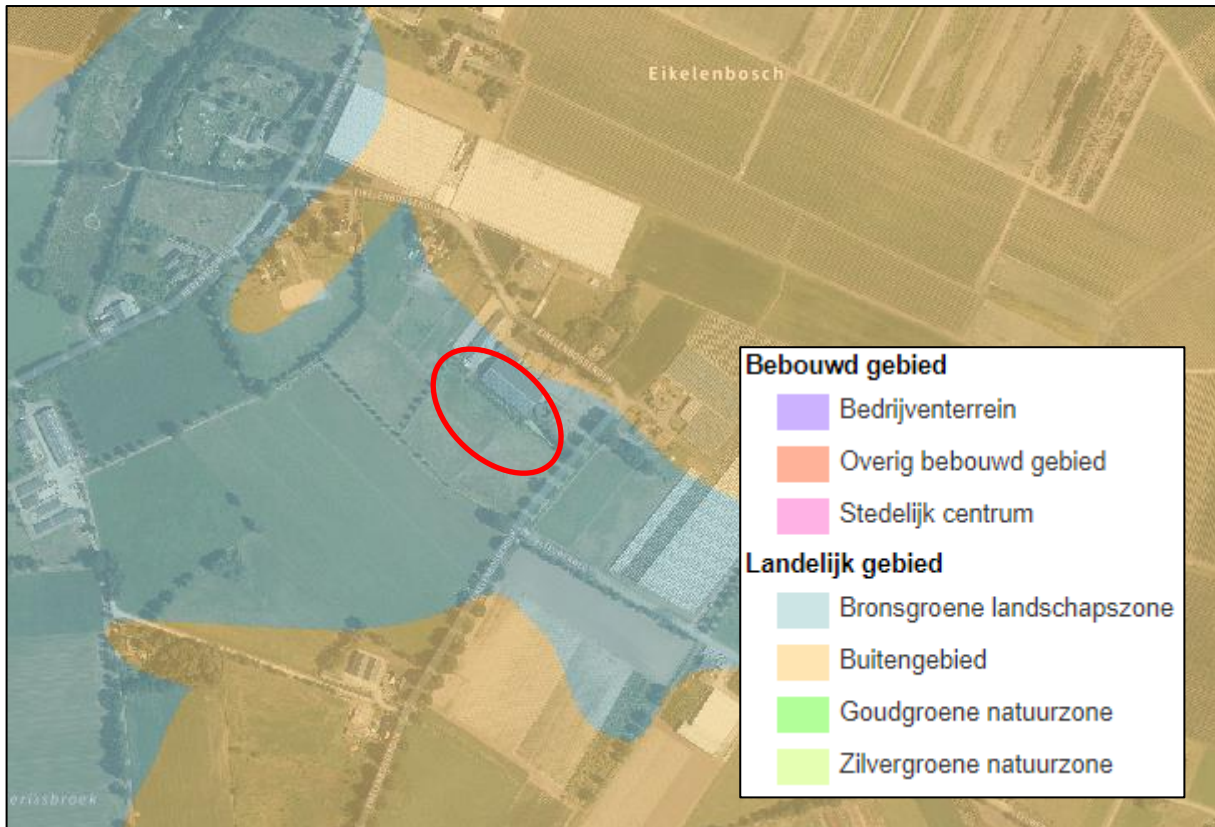 Eikelenbosch
Bebouwd gebied
Bedrijventerrein
Overig bebouwd gebied
Stedelijk centrum
Landelijk gebied
Bronsgroene landschapszone
Buitengebied
Goudgroene natuurzone
Zilvergroene natuurzone